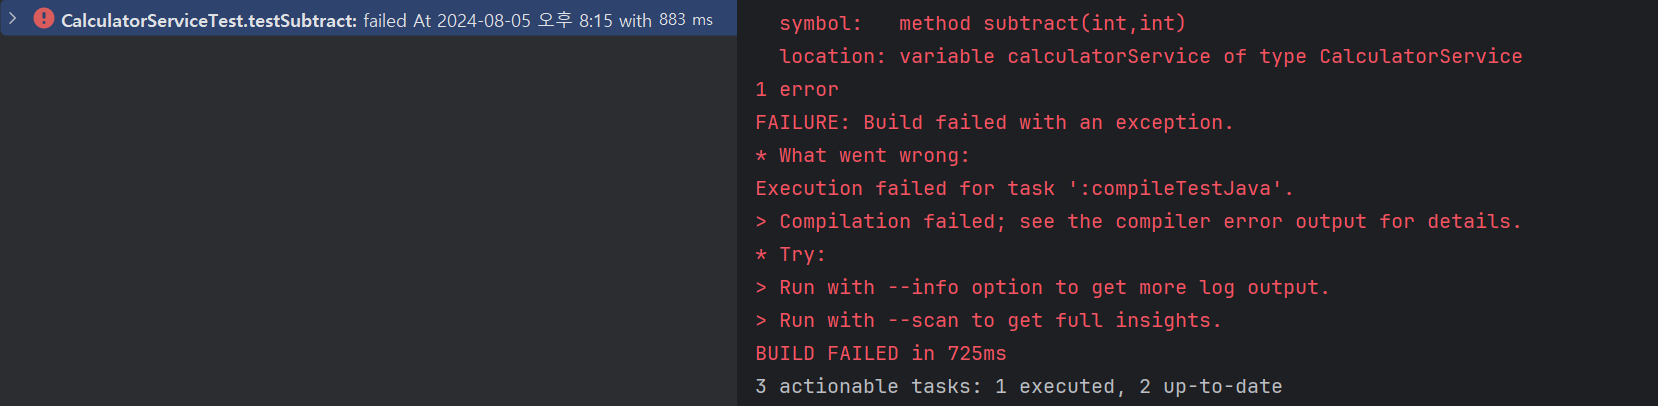 CalculatorServiceTest.testSubtract: failed At 2024-08-05 오후 8:15 with 883 ms
symbol:   method subtract(int,int)
location: variable calculatorService of type CalculatorService
1 error
FAILURE: Build failed with an exception.
* What went wrong:
Execution failed for task ':compileTestJava'.
> Compilation failed; see the compiler error output for details.
* Try:
> Run with --info option to get more log output.
> Run with --scan to get full insights.
BUILD FAILED in 725ms
3 actionable tasks: 1 executed, 2 up-to-date